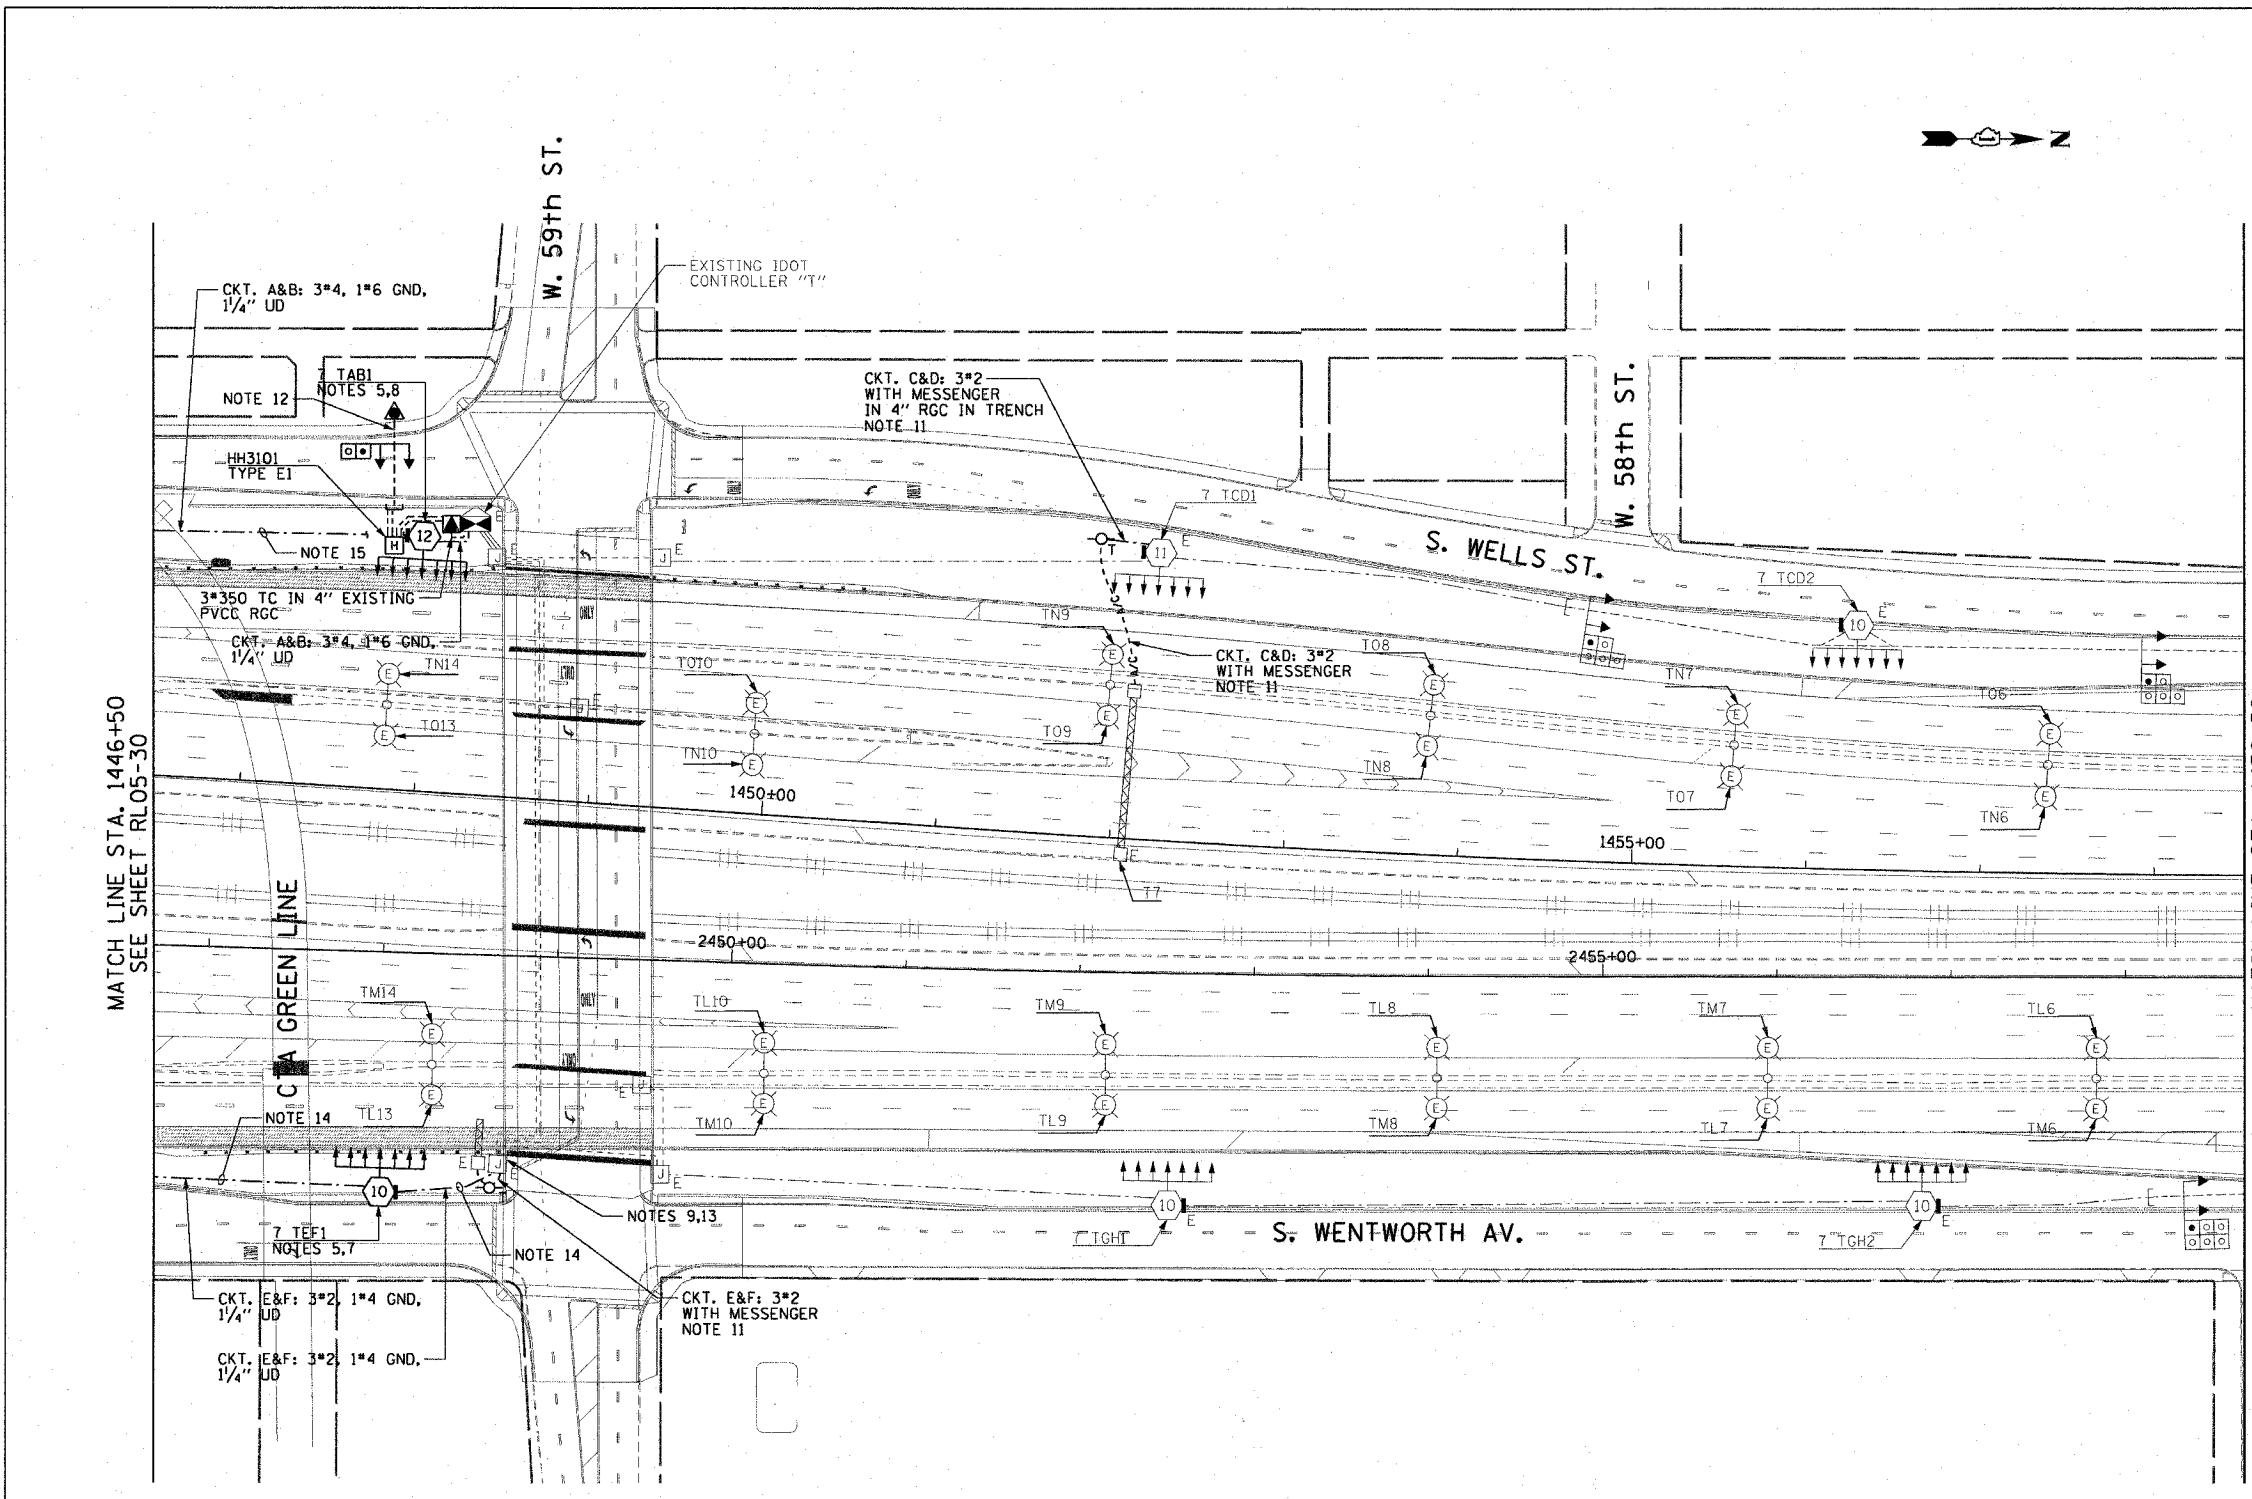 N
W. 59th ST.
EXISTING IDOT
CONTROLLER "T"
CKT. A&B: 3#4, 1#6 GND,
1¼" UD
7 TAB1
NOTES 5,8
NOTE 12
CKT. C&D: 3#2
WITH MESSENGER
IN 4" RGC IN TRENCH
NOTE 11
W. 58th ST.
HH3101
TYPE E1
H
12
NOTE 15
7 TCD1
11
E
T
S. WELLS ST.
7 TCD2
10
E
3#350 TC IN 4" EXISTING
PVCC RGC
CKT. A&B: 3#4, 1#6 GND,
1¼" UD
ONLY
A/C
A/C
CKT. C&D: 3#2
WITH MESSENGER
NOTE 11
TN14
TO13
TO10
TN10
TN9
TO9
TO8
TN8
TN7
TO7
TO6
TN6
MATCH LINE STA. 1446+50
SEE SHEET RL05-30
1450+00
1455+00
T7
E
CTA GREEN LINE
2450+00
2455+00
TM14
TL13
TL10
TM10
TM9
TL9
TL8
TM8
TM7
TL7
TL6
TM6
ONLY
ONLY
NOTE 14
10
7 TEF1
NOTES 5,7
E
J
E
J
E
NOTES 9,13
NOTE 14
10
E
7 TGH1
S. WENTWORTH AV.
10
E
7 TGH2
E
CKT. E&F: 3#2, 1#4 GND,
1¼" UD
CKT. E&F: 3#2
WITH MESSENGER
NOTE 11
CKT. E&F: 3#2, 1#4 GND,
1¼" UD